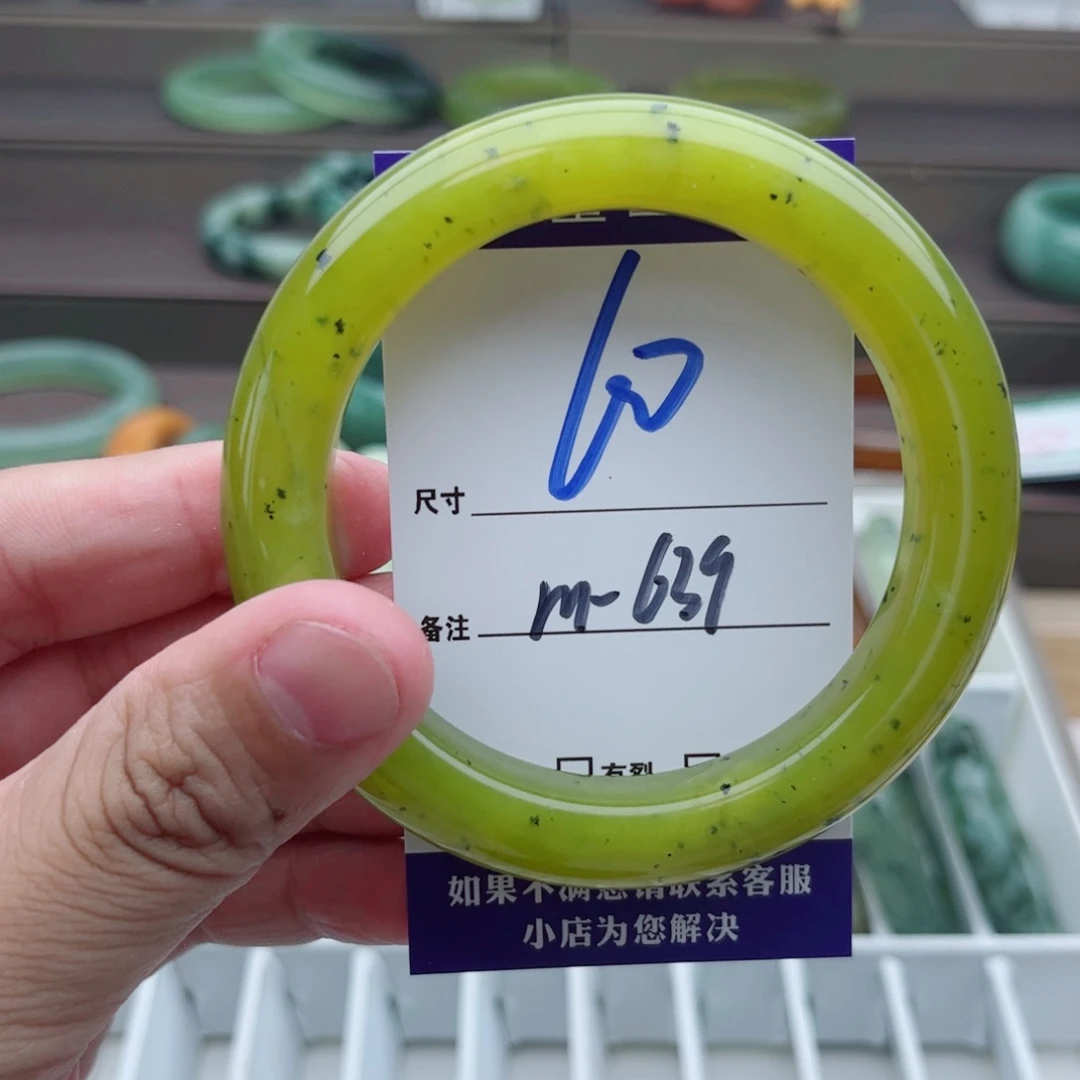 60
尺寸
m-639
备注
有裂
如果不满意请联系客服
小店为您解决